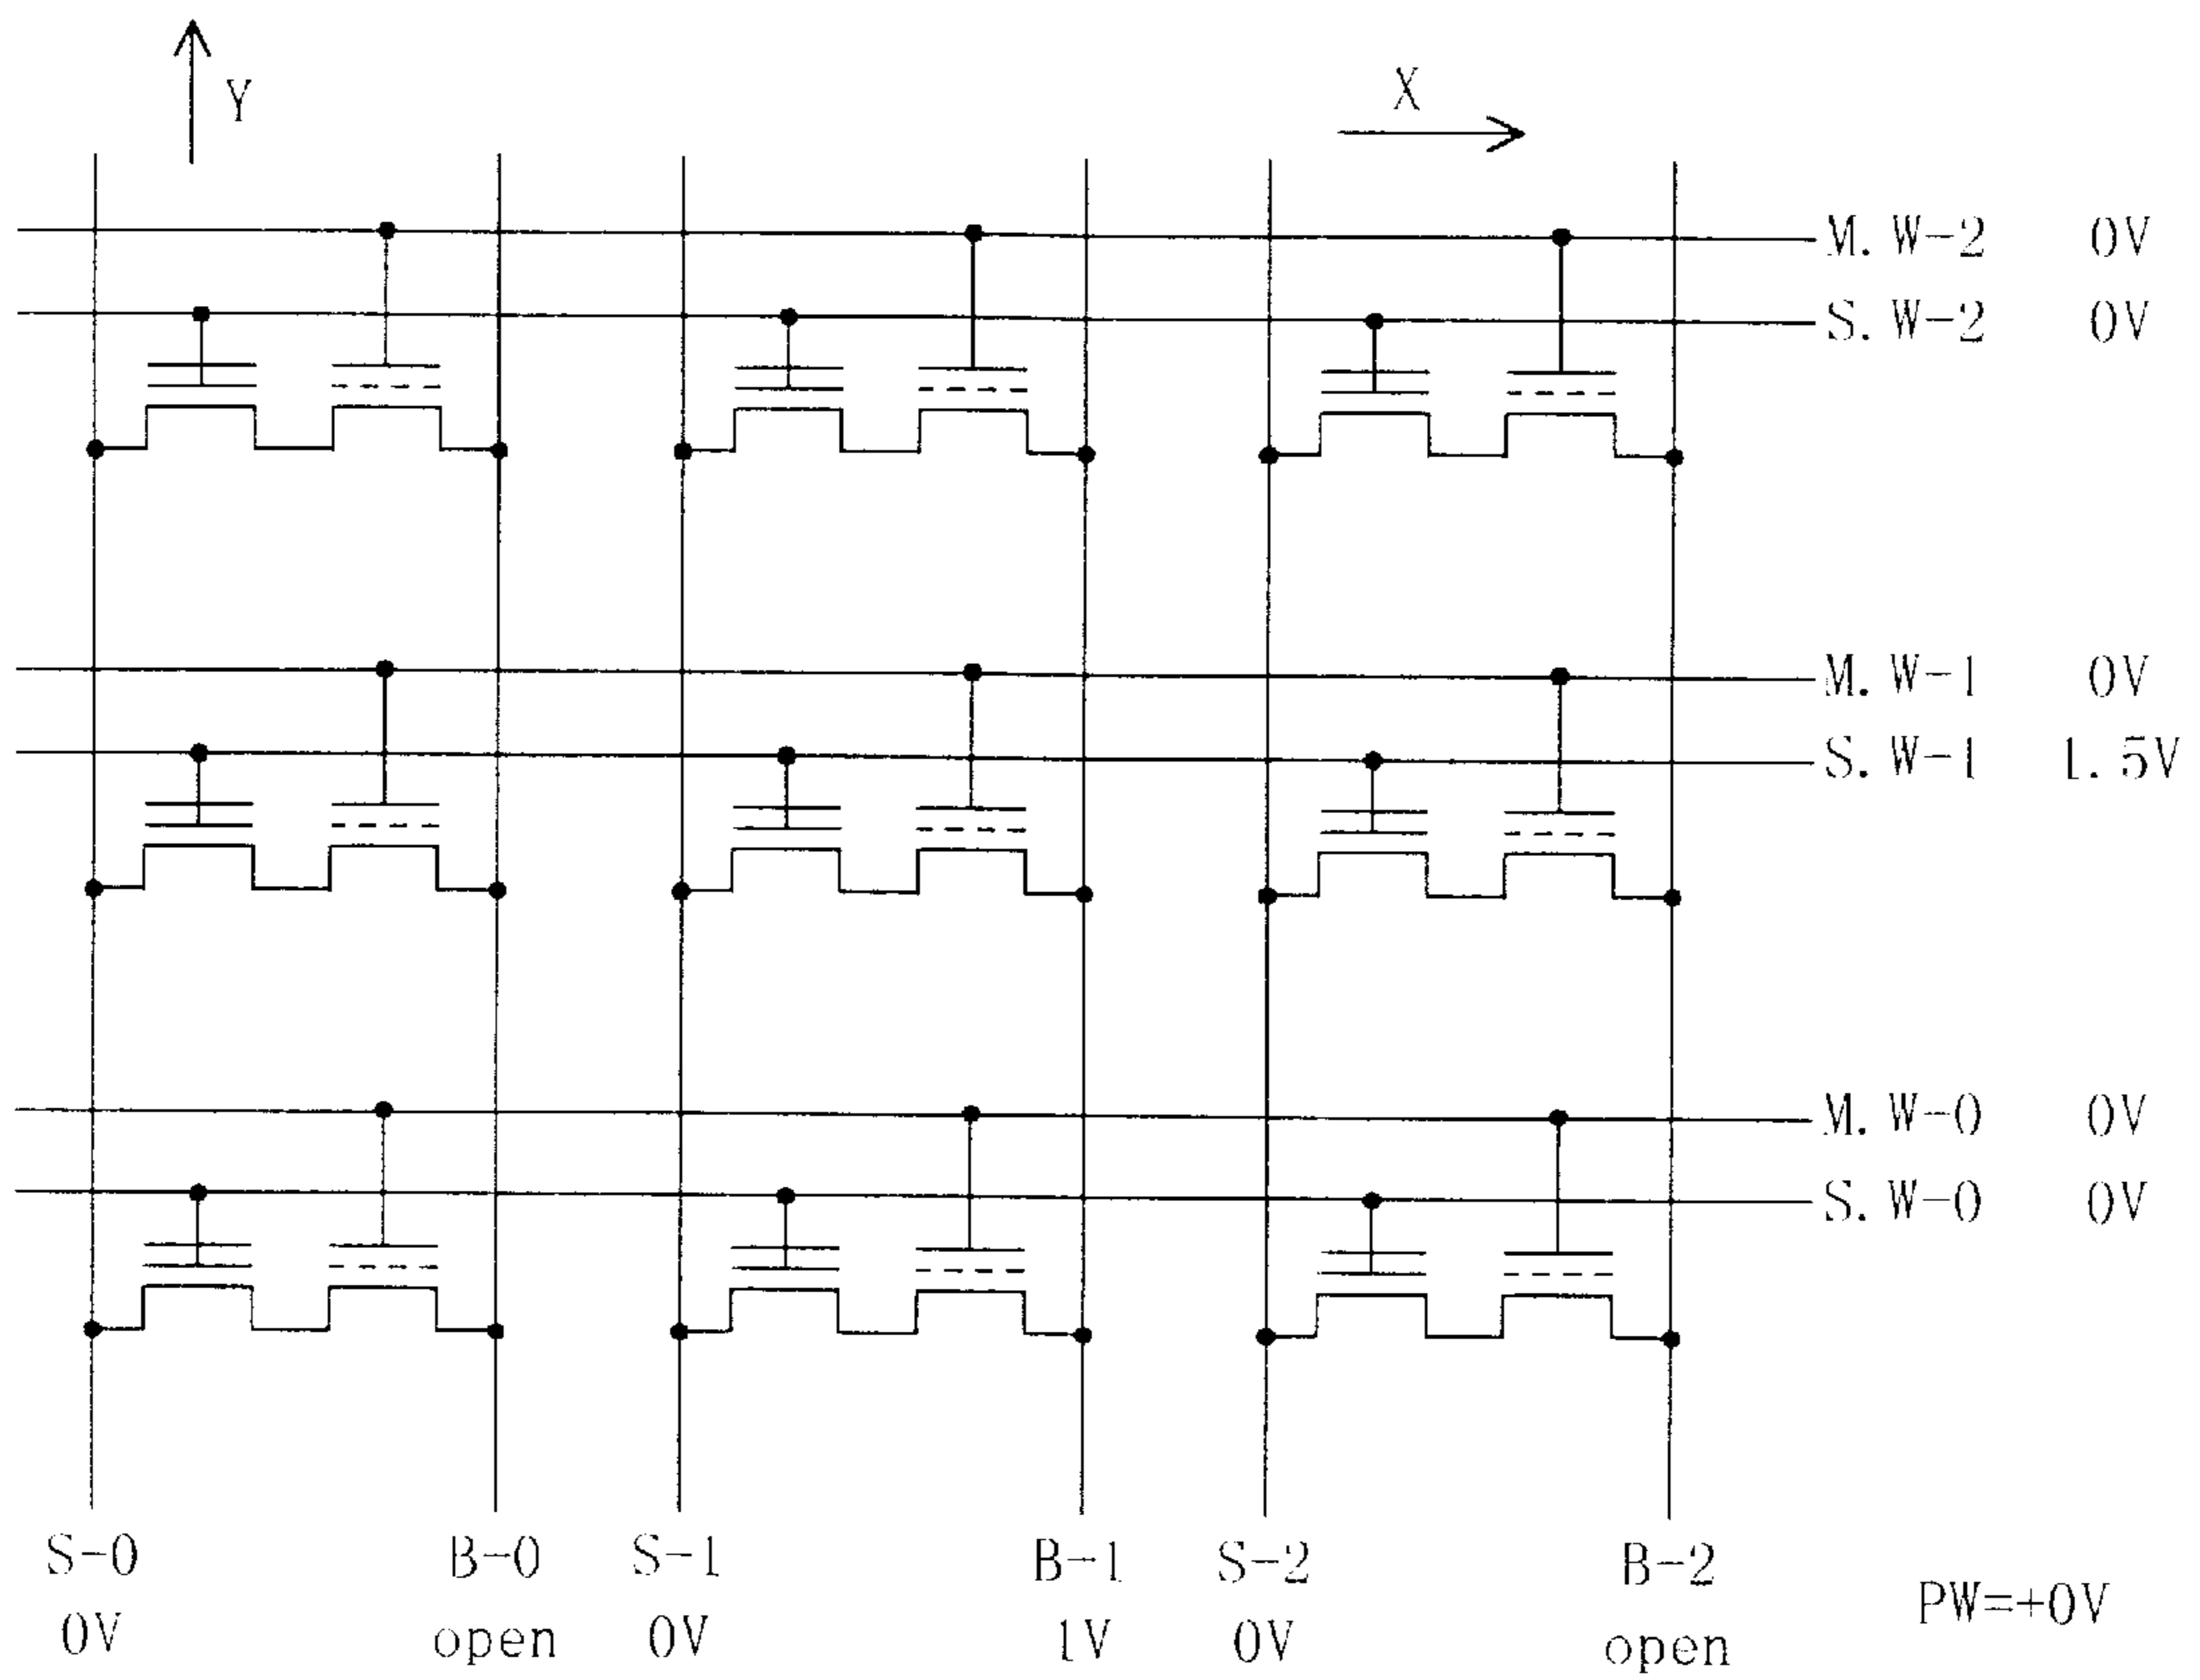 Y
X
M. W-2 0V
S. W-2 0V
M. W-1 0V
S. W-1 1.5V
M. W-0 0V
S. W-0 0V
S-0 B-0 S-1 B-1 S-2 B-2
0V open 0V 1V 0V open
PW=+0V